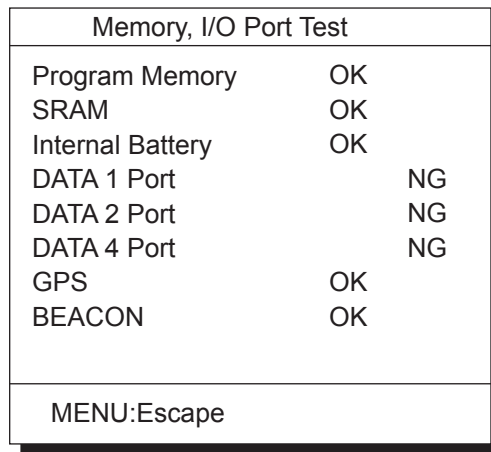 Memory, I/O Port Test
Program Memory OK
SRAM OK
Internal Battery OK
DATA 1 Port NG
DATA 2 Port NG
DATA 4 Port NG
GPS OK
BEACON OK
MENU:Escape